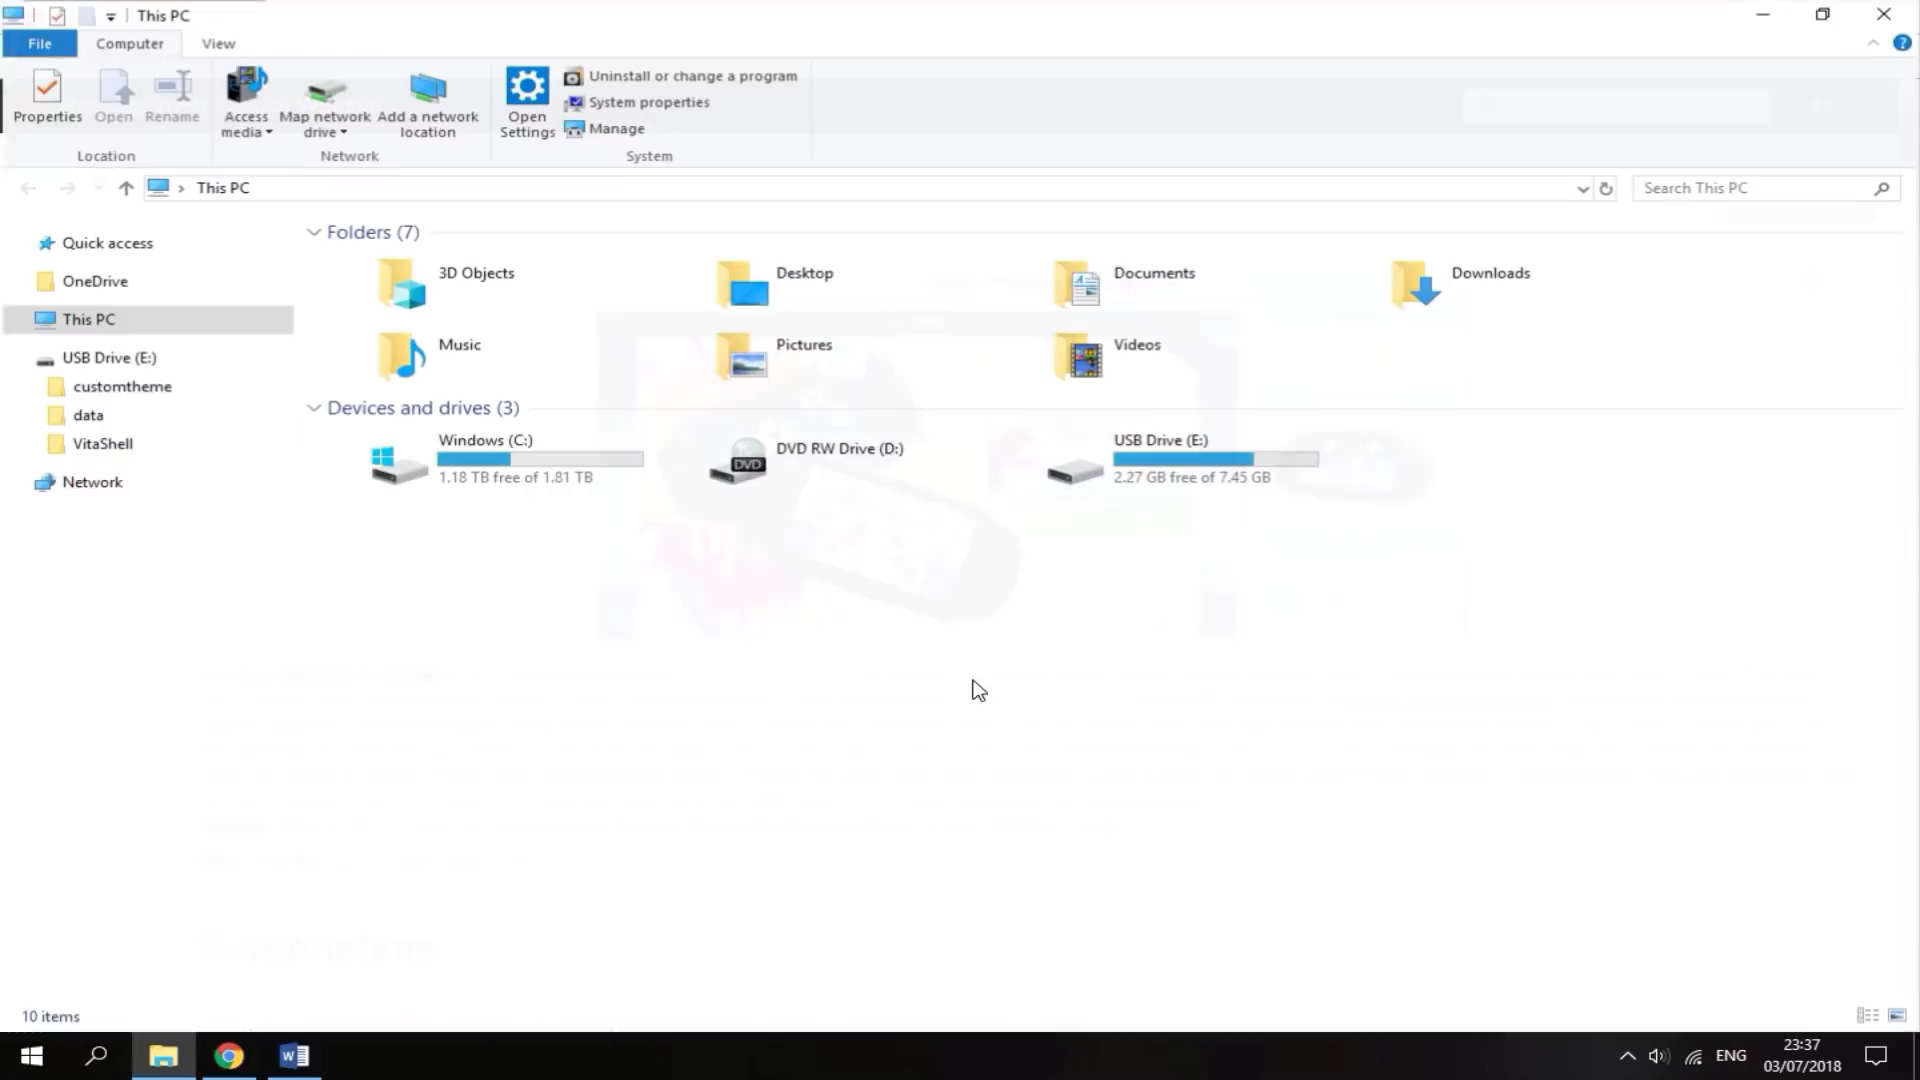 This PC
File Computer View
Uninstall or change a program
System properties
Manage
Properties Open Rename Access media Map network drive Add a network location Open Settings
Location Network System
This PC
Search This PC
Quick access
OneDrive
This PC
USB Drive (E:)
customtheme
data
VitaShell
Network
Folders (7)
3D Objects Desktop Documents Downloads
Music Pictures Videos
Devices and drives (3)
Windows (C:)
1.18 TB free of 1.81 TB
DVD RW Drive (D:)
DVD
USB Drive (E:)
2.27 GB free of 7.45 GB
10 items
W
ENG
23:37
03/07/2018